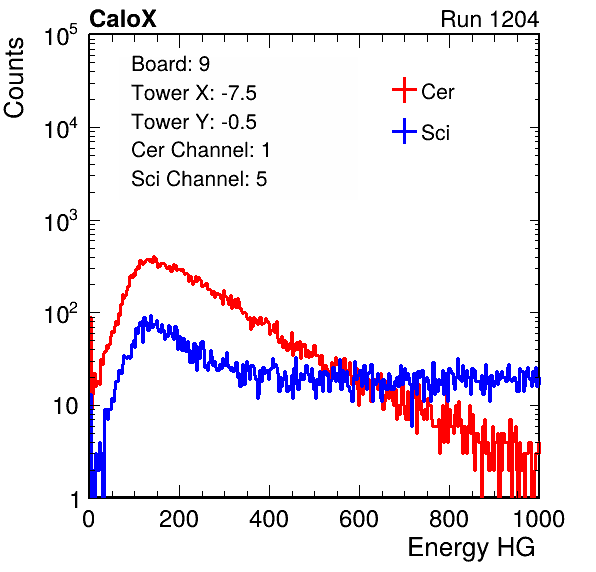 CaloX Run 1204
Counts
Board: 9
Tower X: -7.5
Tower Y: -0.5
Cer Channel: 1
Sci Channel: 5
Cer
Sci
10^5
10^4
10^3
10^2
10
1
0 200 400 600 800 1000
Energy HG